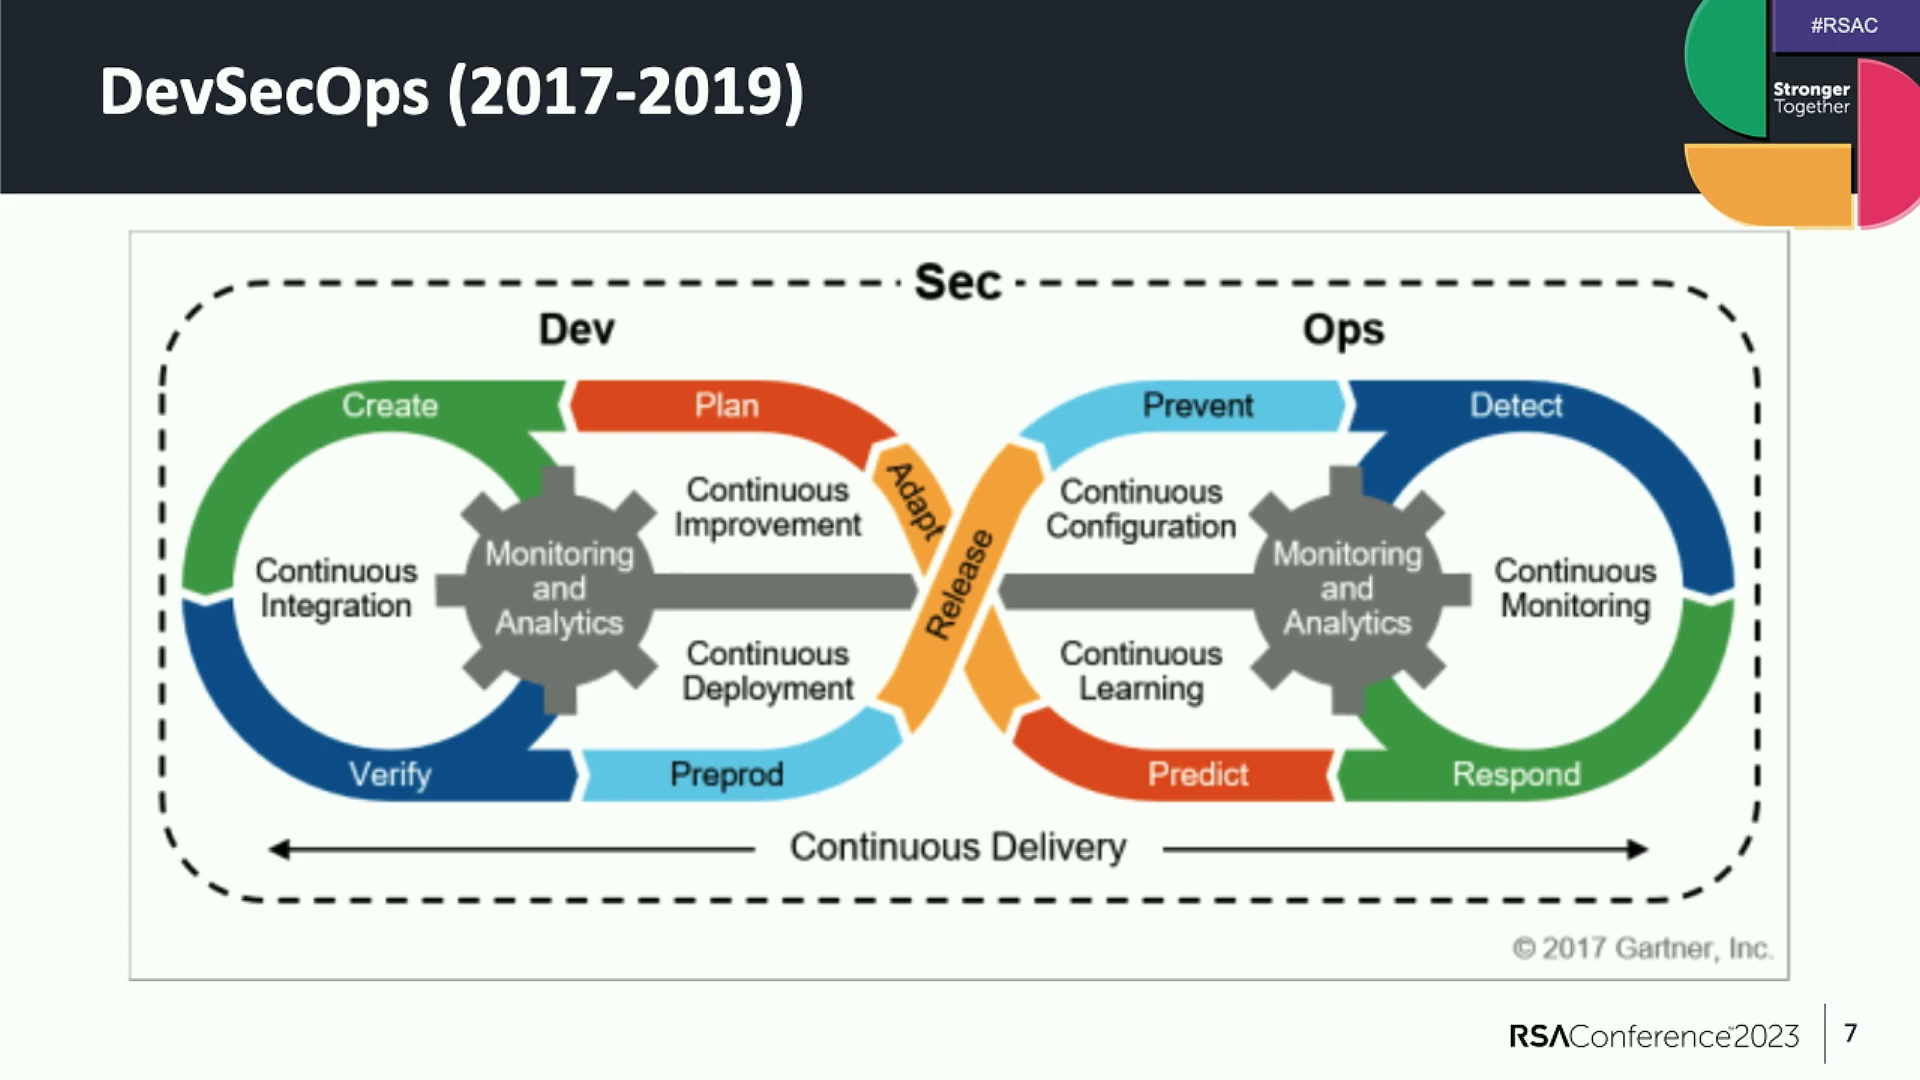 DevSecOps (2017-2019)
#RSAC
Stronger
Together
Sec
Dev
Ops
Create
Plan
Prevent
Detect
Adapt
Release
Continuous
Improvement
Continuous
Configuration
Continuous
Integration
Monitoring
and
Analytics
Monitoring
and
Analytics
Continuous
Monitoring
Continuous
Deployment
Continuous
Learning
Verify
Preprod
Predict
Respond
Continuous Delivery
© 2017 Gartner, Inc.
RSAConference™2023
7